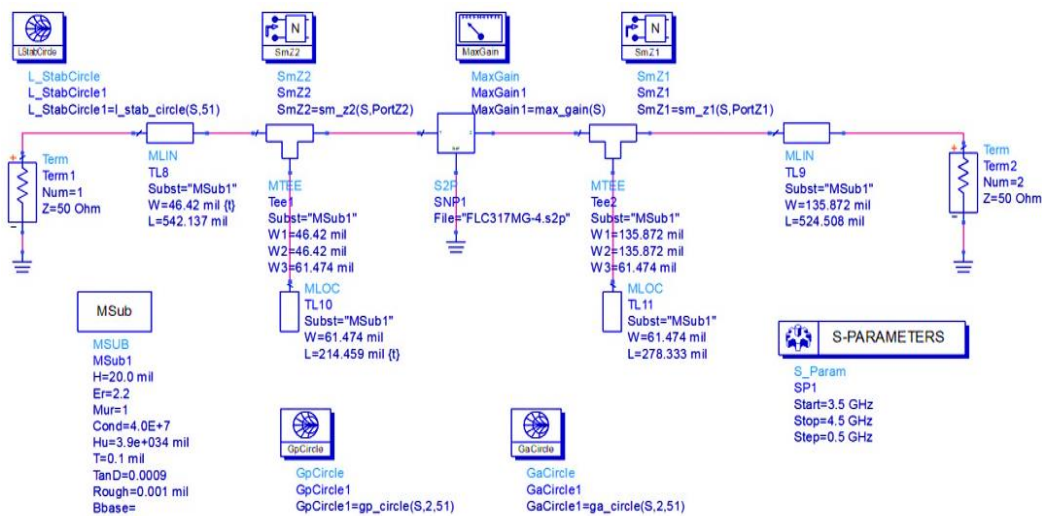 LStabCircle
L_StabCircle
L_StabCircle1
L_StabCircle1=l_stab_circle(S,51)
N
SmZ2
SmZ2
SmZ2
SmZ2=sm_z2(S,PortZ2)
MaxGain
MaxGain
MaxGain1
MaxGain1=max_gain(S)
N
SmZ1
SmZ1
SmZ1
SmZ1=sm_z1(S,PortZ1)
Term
Term1
Num=1
Z=50 Ohm
MLIN
TL8
Subst="MSub1"
W=46.42 mil {t}
L=542.137 mil
MTEE
Tee1
Subst="MSub1"
W1=46.42 mil
W2=46.42 mil
W3=61.474 mil
S2P
SNP1
File="FLC317MG-4.s2p"
MTEE
Tee2
Subst="MSub1"
W1=135.872 mil
W2=135.872 mil
W3=61.474 mil
MLIN
TL9
Subst="MSub1"
W=135.872 mil
L=524.508 mil
Term
Term2
Num=2
Z=50 Ohm
MLOC
TL10
Subst="MSub1"
W=61.474 mil
L=214.459 mil {t}
MLOC
TL11
Subst="MSub1"
W=61.474 mil
L=278.333 mil
MSub
MSUB
MSub1
H=20.0 mil
Er=2.2
Mur=1
Cond=4.0E+7
Hu=3.9e+034 mil
T=0.1 mil
TanD=0.0009
Rough=0.001 mil
Bbase=
S-PARAMETERS
S_Param
SP1
Start=3.5 GHz
Stop=4.5 GHz
Step=0.5 GHz
GpCircle
GpCircle
GpCircle1
GpCircle1=gp_circle(S,2,51)
GaCircle
GaCircle
GaCircle1
GaCircle1=ga_circle(S,2,51)